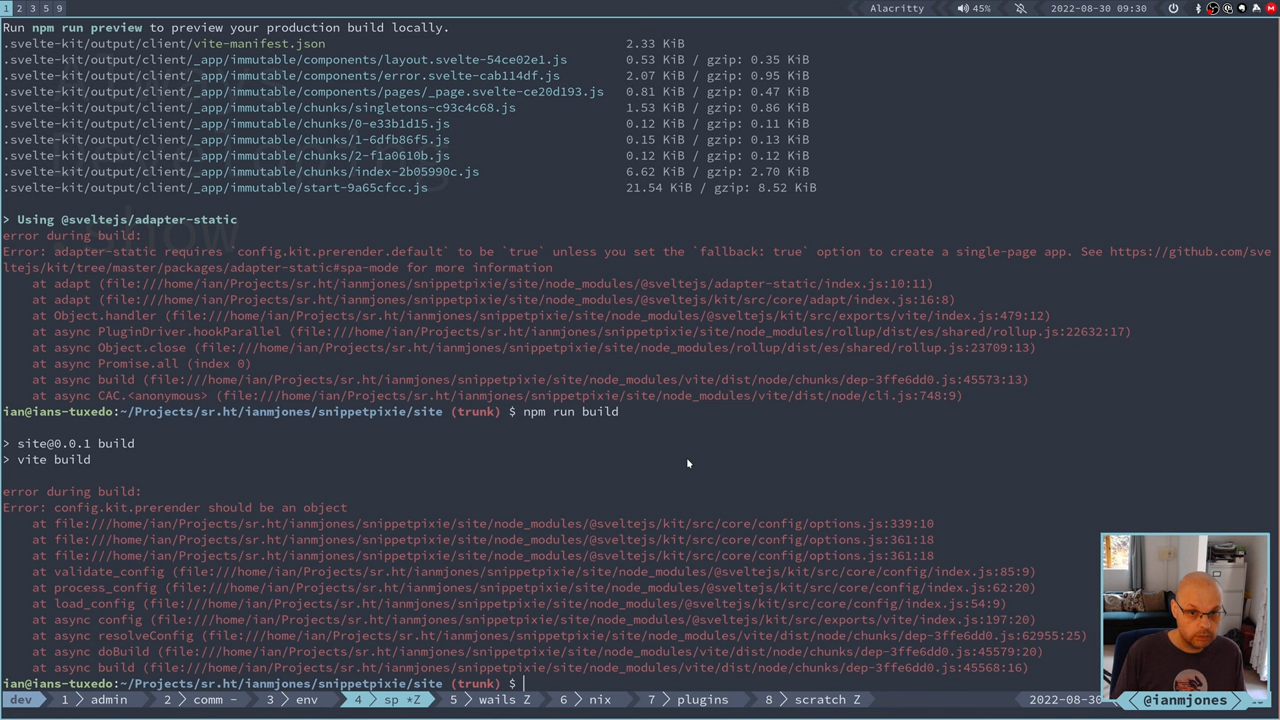 1 2 3 5 9
Alacritty
45%
2022-08-30 09:30
Run npm run preview to preview your production build locally.
.svelte-kit/output/client/vite-manifest.json 2.33 KiB
.svelte-kit/output/client/_app/immutable/components/layout.svelte-54ce02e1.js 0.53 KiB / gzip: 0.35 KiB
.svelte-kit/output/client/_app/immutable/components/error.svelte-cab114df.js 2.07 KiB / gzip: 0.95 KiB
.svelte-kit/output/client/_app/immutable/components/pages/_page.svelte-ce20d193.js 0.81 KiB / gzip: 0.47 KiB
.svelte-kit/output/client/_app/immutable/chunks/singletons-c93c4c68.js 1.53 KiB / gzip: 0.86 KiB
.svelte-kit/output/client/_app/immutable/chunks/0-e33b1d15.js 0.12 KiB / gzip: 0.11 KiB
.svelte-kit/output/client/_app/immutable/chunks/1-6dfb86f5.js 0.15 KiB / gzip: 0.13 KiB
.svelte-kit/output/client/_app/immutable/chunks/2-f1a0610b.js 0.12 KiB / gzip: 0.12 KiB
.svelte-kit/output/client/_app/immutable/chunks/index-2b05990c.js 6.62 KiB / gzip: 2.70 KiB
.svelte-kit/output/client/_app/immutable/start-9a65cfcc.js 21.54 KiB / gzip: 8.52 KiB
> Using @sveltejs/adapter-static
error during build:
Error: adapter-static requires `config.kit.prerender.default` to be `true` unless you set the `fallback: true` option to create a single-page app. See https://github.com/sve
ltejs/kit/tree/master/packages/adapter-static#spa-mode for more information
at adapt (file:///home/ian/Projects/sr.ht/ianmjones/snippetpixie/site/node_modules/@sveltejs/adapter-static/index.js:10:11)
at adapt (file:///home/ian/Projects/sr.ht/ianmjones/snippetpixie/site/node_modules/@sveltejs/kit/src/core/adapt/index.js:16:8)
at Object.handler (file:///home/ian/Projects/sr.ht/ianmjones/snippetpixie/site/node_modules/@sveltejs/kit/src/exports/vite/index.js:479:12)
at async PluginDriver.hookParallel (file:///home/ian/Projects/sr.ht/ianmjones/snippetpixie/site/node_modules/rollup/dist/es/shared/rollup.js:22632:17)
at async Object.close (file:///home/ian/Projects/sr.ht/ianmjones/snippetpixie/site/node_modules/rollup/dist/es/shared/rollup.js:23709:13)
at async Promise.all (index 0)
at async build (file:///home/ian/Projects/sr.ht/ianmjones/snippetpixie/site/node_modules/vite/dist/node/chunks/dep-3ffe6dd0.js:45573:13)
at async CAC.<anonymous> (file:///home/ian/Projects/sr.ht/ianmjones/snippetpixie/site/node_modules/vite/dist/node/cli.js:748:9)
ian@ians-tuxedo:~/Projects/sr.ht/ianmjones/snippetpixie/site (trunk) $ npm run build
> site@0.0.1 build
> vite build
error during build:
Error: config.kit.prerender should be an object
at file:///home/ian/Projects/sr.ht/ianmjones/snippetpixie/site/node_modules/@sveltejs/kit/src/core/config/options.js:339:10
at file:///home/ian/Projects/sr.ht/ianmjones/snippetpixie/site/node_modules/@sveltejs/kit/src/core/config/options.js:361:18
at file:///home/ian/Projects/sr.ht/ianmjones/snippetpixie/site/node_modules/@sveltejs/kit/src/core/config/options.js:361:18
at validate_config (file:///home/ian/Projects/sr.ht/ianmjones/snippetpixie/site/node_modules/@sveltejs/kit/src/core/config/index.js:85:9)
at process_config (file:///home/ian/Projects/sr.ht/ianmjones/snippetpixie/site/node_modules/@sveltejs/kit/src/core/config/index.js:62:20)
at load_config (file:///home/ian/Projects/sr.ht/ianmjones/snippetpixie/site/node_modules/@sveltejs/kit/src/core/config/index.js:54:9)
at async config (file:///home/ian/Projects/sr.ht/ianmjones/snippetpixie/site/node_modules/@sveltejs/kit/src/exports/vite/index.js:197:20)
at async resolveConfig (file:///home/ian/Projects/sr.ht/ianmjones/snippetpixie/site/node_modules/vite/dist/node/chunks/dep-3ffe6dd0.js:62955:25)
at async doBuild (file:///home/ian/Projects/sr.ht/ianmjones/snippetpixie/site/node_modules/vite/dist/node/chunks/dep-3ffe6dd0.js:45579:20)
at async build (file:///home/ian/Projects/sr.ht/ianmjones/snippetpixie/site/node_modules/vite/dist/node/chunks/dep-3ffe6dd0.js:45568:16)
ian@ians-tuxedo:~/Projects/sr.ht/ianmjones/snippetpixie/site (trunk) $
dev 1 admin 2 comm - 3 env 4 sp *Z 5 wails Z 6 nix 7 plugins 8 scratch Z 2022-08-30
@ianmjones